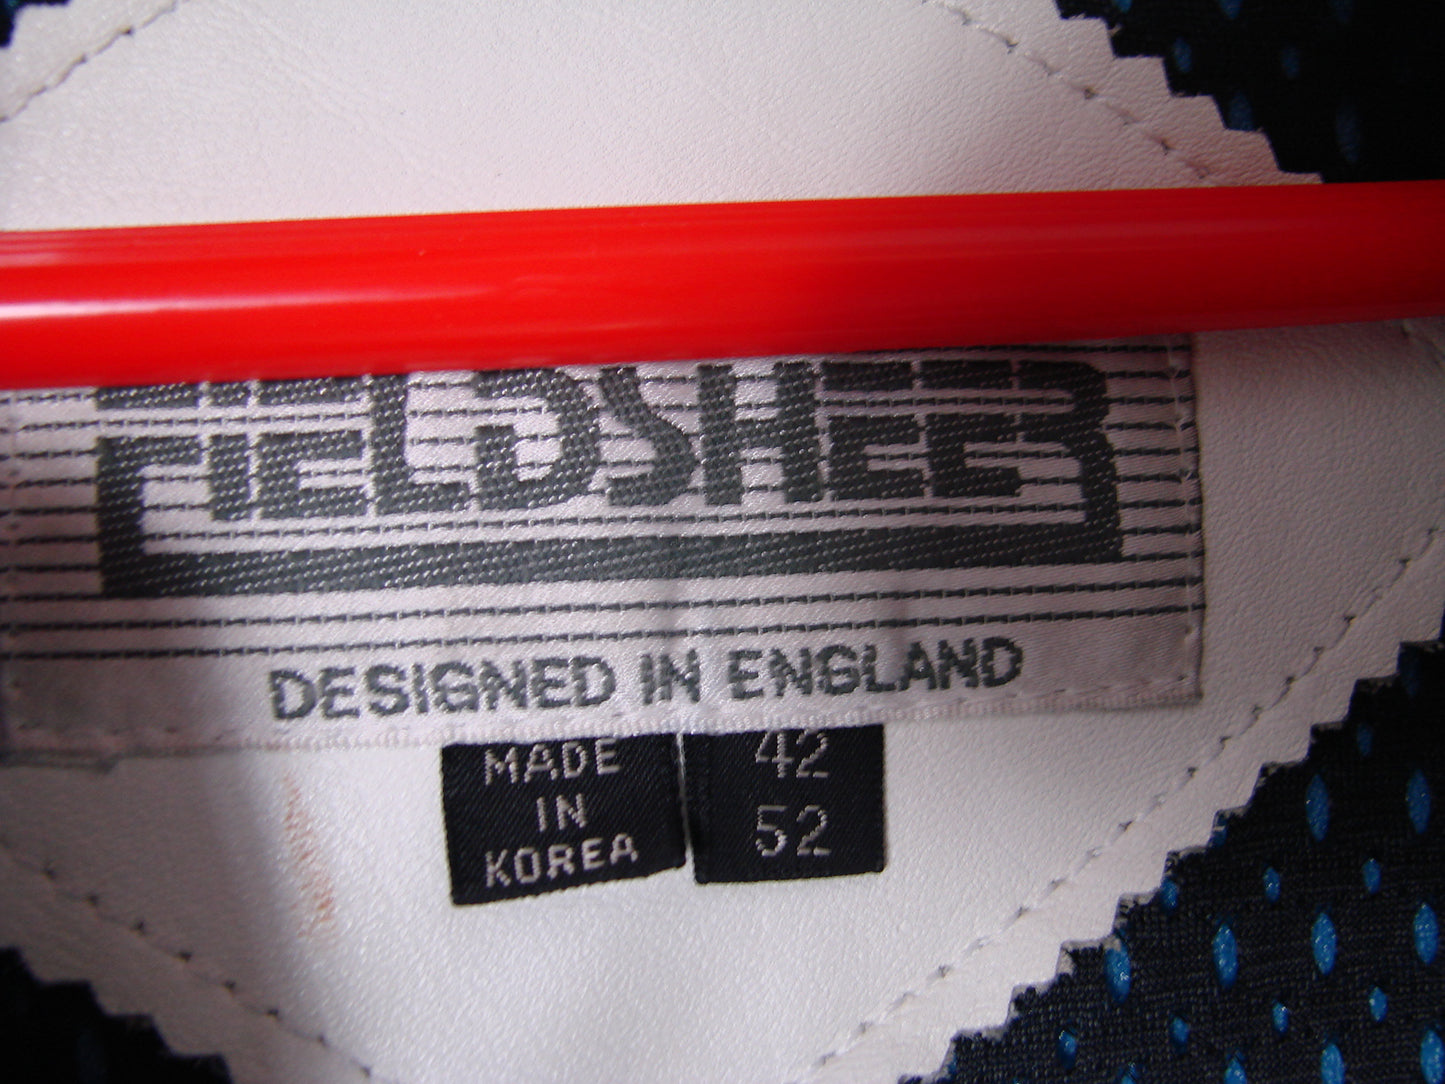 FIELDSHEER
DESIGNED IN ENGLAND
MADE
IN
KOREA
42
52